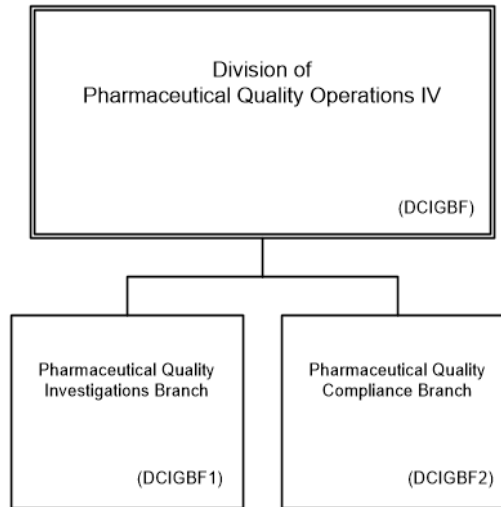 Division of
Pharmaceutical Quality Operations IV
(DCIGBF)
Pharmaceutical Quality
Investigations Branch
(DCIGBF1)
Pharmaceutical Quality
Compliance Branch
(DCIGBF2)